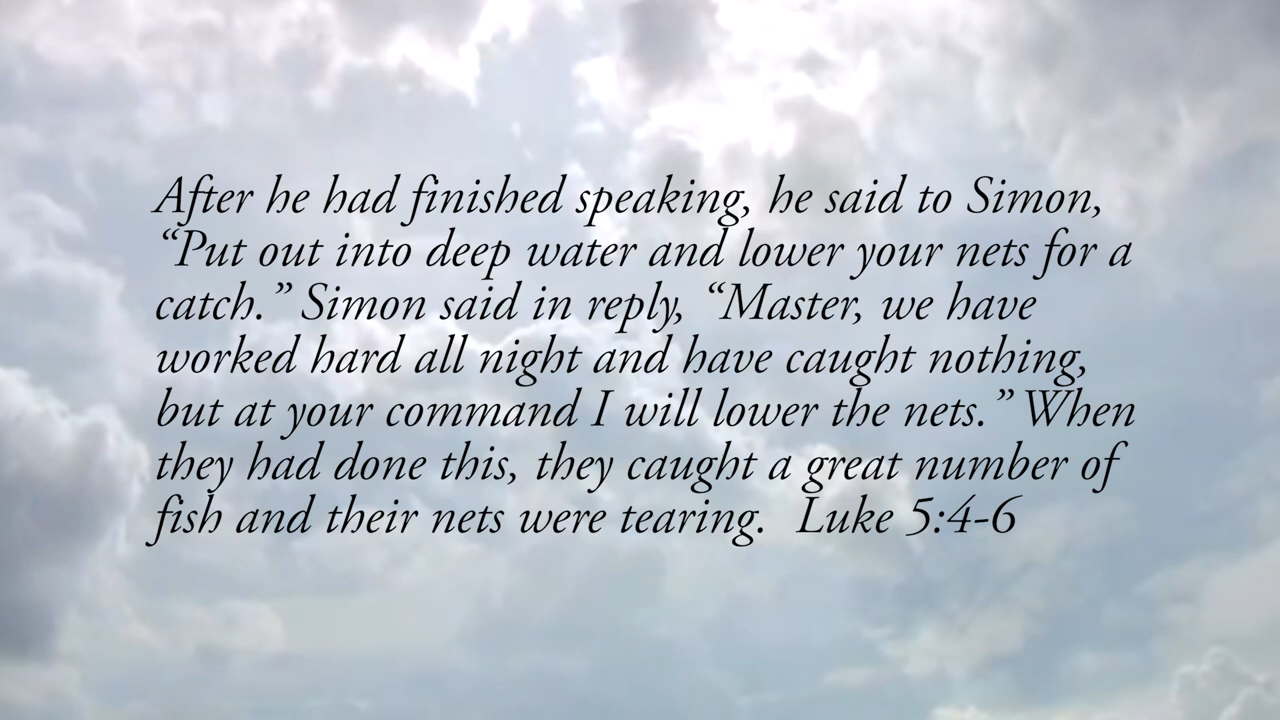 After he had finished speaking, he said to Simon,
“Put out into deep water and lower your nets for a
catch.” Simon said in reply, “Master, we have
worked hard all night and have caught nothing,
but at your command I will lower the nets.” When
they had done this, they caught a great number of
fish and their nets were tearing.  Luke 5:4-6